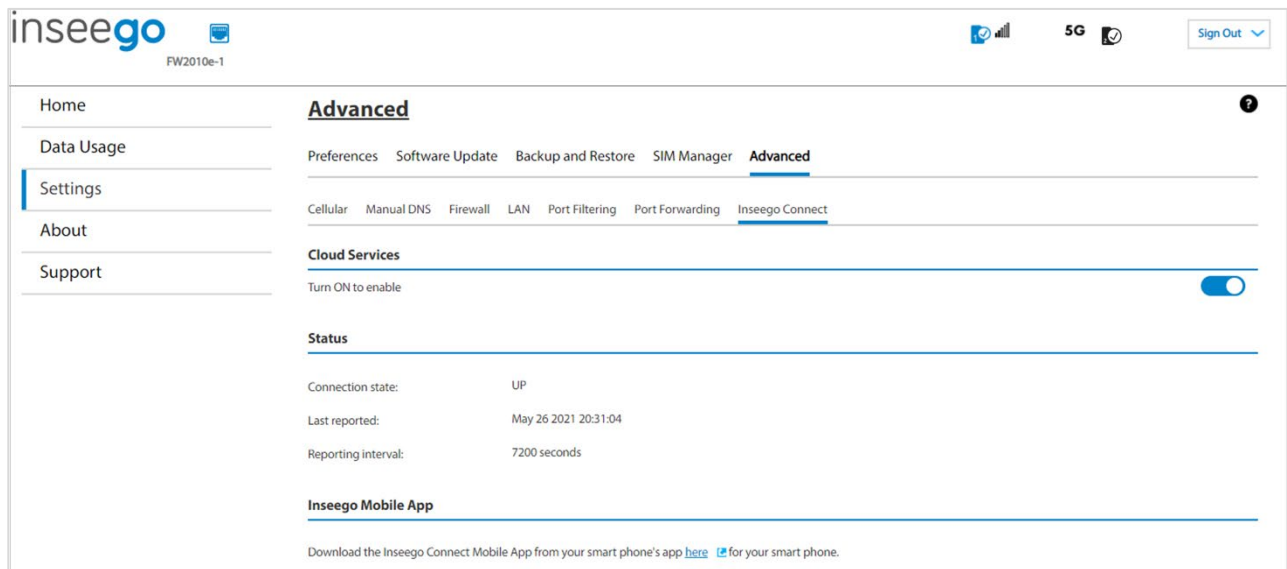 inseego
FW2010e-1
5G
Sign Out
Home
Data Usage
Settings
About
Support
Advanced
?
Preferences Software Update Backup and Restore SIM Manager Advanced
Cellular Manual DNS Firewall LAN Port Filtering Port Forwarding Inseego Connect
Cloud Services
Turn ON to enable
Status
Connection state: UP
Last reported: May 26 2021 20:31:04
Reporting interval: 7200 seconds
Inseego Mobile App
Download the Inseego Connect Mobile App from your smart phone's app here for your smart phone.